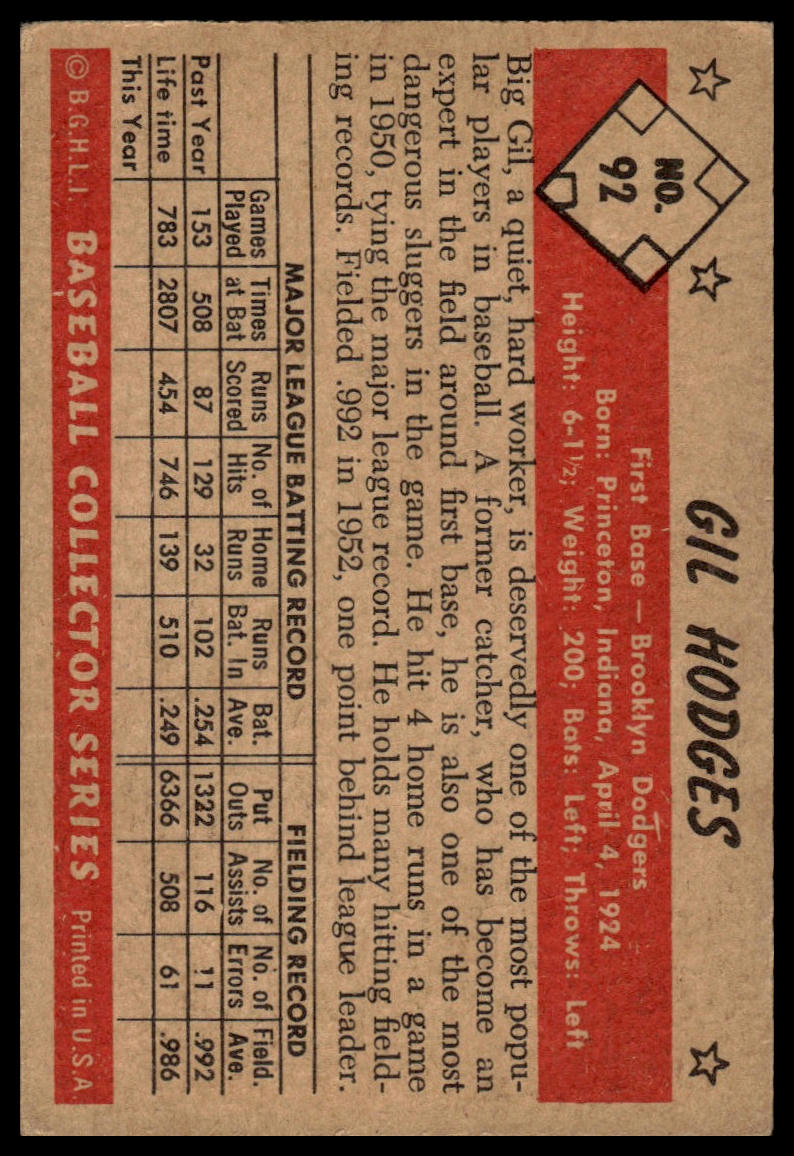 GIL HODGES
NO.
92
First Base — Brooklyn Dodgers
Born: Princeton, Indiana, April 4, 1924
Height: 6-1½; Weight: 200; Bats: Left; Throws: Left
Big Gil, a quiet, hard worker, is deservedly one of the most popu-
lar players in baseball. A former catcher, who has become an
expert in the field around first base, he is also one of the most
dangerous sluggers in the game. He hit 4 home runs in a game
in 1950, tying the major league record. He holds many hitting field-
ing records. Fielded .992 in 1952, one point behind league leader.
MAJOR LEAGUE BATTING RECORD FIELDING RECORD
Games Times Runs No. of Home Runs Bat. Put No. of No. of Field.
Played at Bat Scored Hits Runs Bat. In Ave. Outs Assists Errors Ave.
Past Year 153 508 87 129 32 102 .254 1322 116 11 .992
Life time 783 2807 454 746 139 510 .249 6366 508 61 .986
This Year
© B.G.H.L.I. BASEBALL COLLECTOR SERIES Printed in U.S.A.